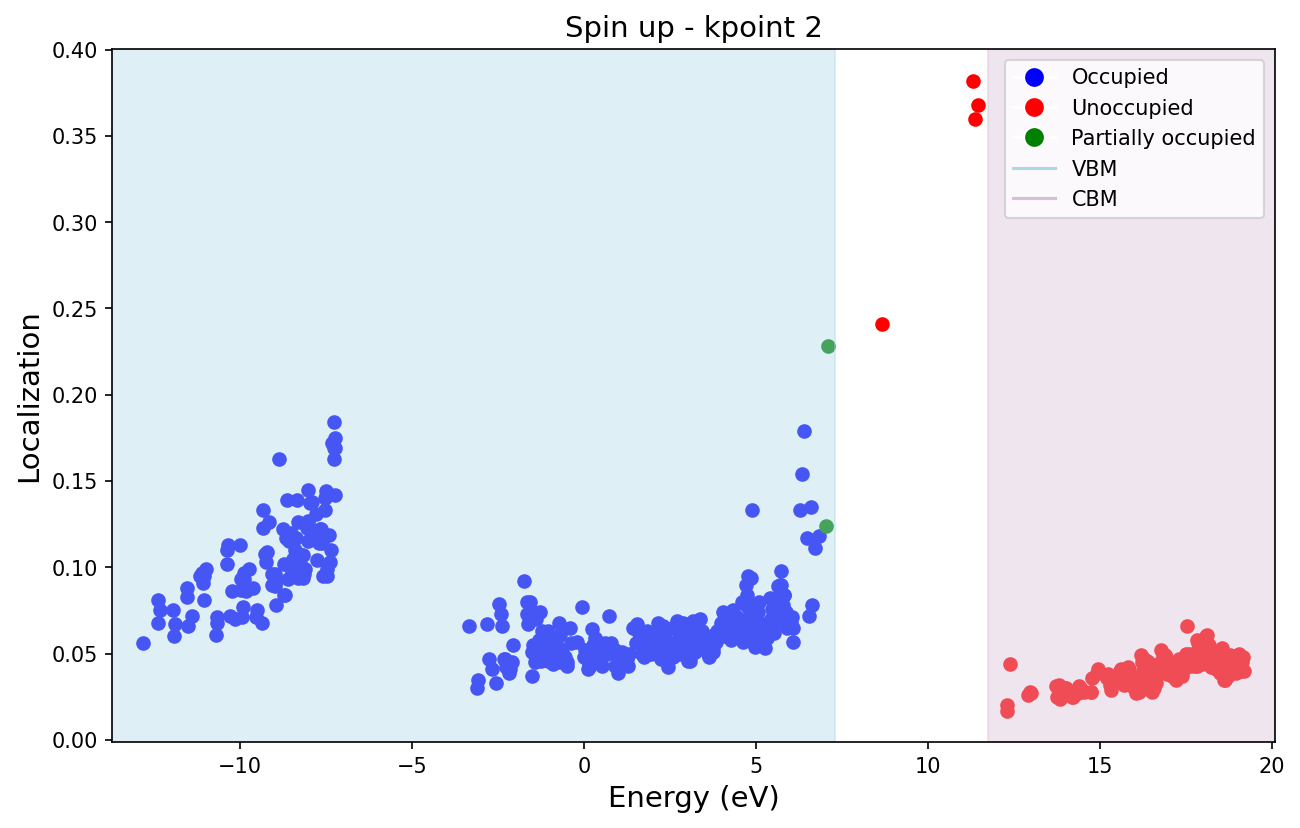 Spin up - kpoint 2
Localization
0.40
0.35
0.30
0.25
0.20
0.15
0.10
0.05
0.00
Occupied
Unoccupied
Partially occupied
VBM
CBM
−10
−5
0
5
10
15
20
Energy (eV)